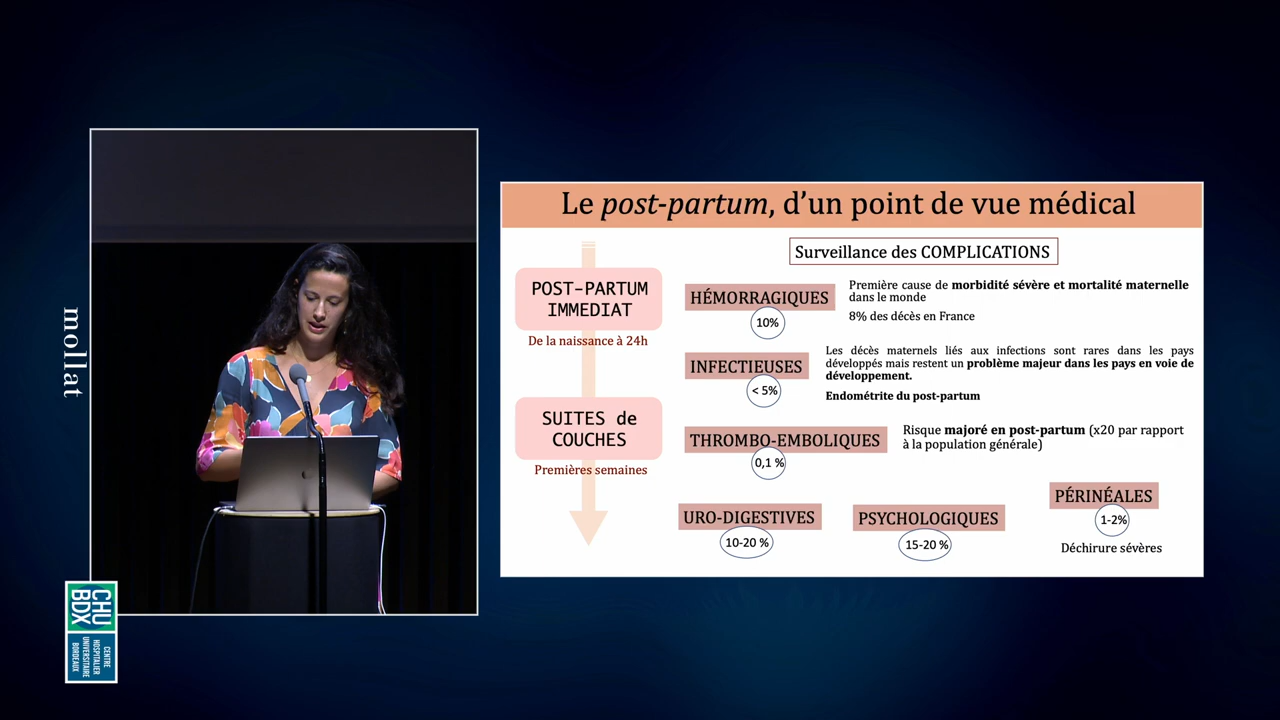 mollat
CHU
BDX
CENTRE
HOSPITALIER
UNIVERSITAIRE
BORDEAUX
Le post-partum, d’un point de vue médical
POST-PARTUM
IMMEDIAT
De la naissance à 24h
SUITES de
COUCHES
Premières semaines
Surveillance des COMPLICATIONS
HÉMORRAGIQUES
10%
Première cause de morbidité sévère et mortalité maternelle
dans le monde
8% des décès en France
INFECTIEUSES
< 5%
Les décès maternels liés aux infections sont rares dans les pays
développés mais restent un problème majeur dans les pays en voie de
développement.
Endométrite du post-partum
THROMBO-EMBOLIQUES
0,1 %
Risque majoré en post-partum (x20 par rapport
à la population générale)
URO-DIGESTIVES
10-20 %
PSYCHOLOGIQUES
15-20 %
PÉRINÉALES
1-2%
Déchirure sévères